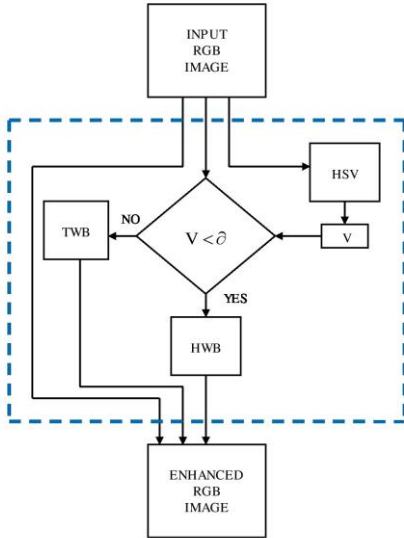 INPUT
RGB
IMAGE
HSV
V
NO
TWB
V < ∂
YES
HWB
ENHANCED
RGB
IMAGE